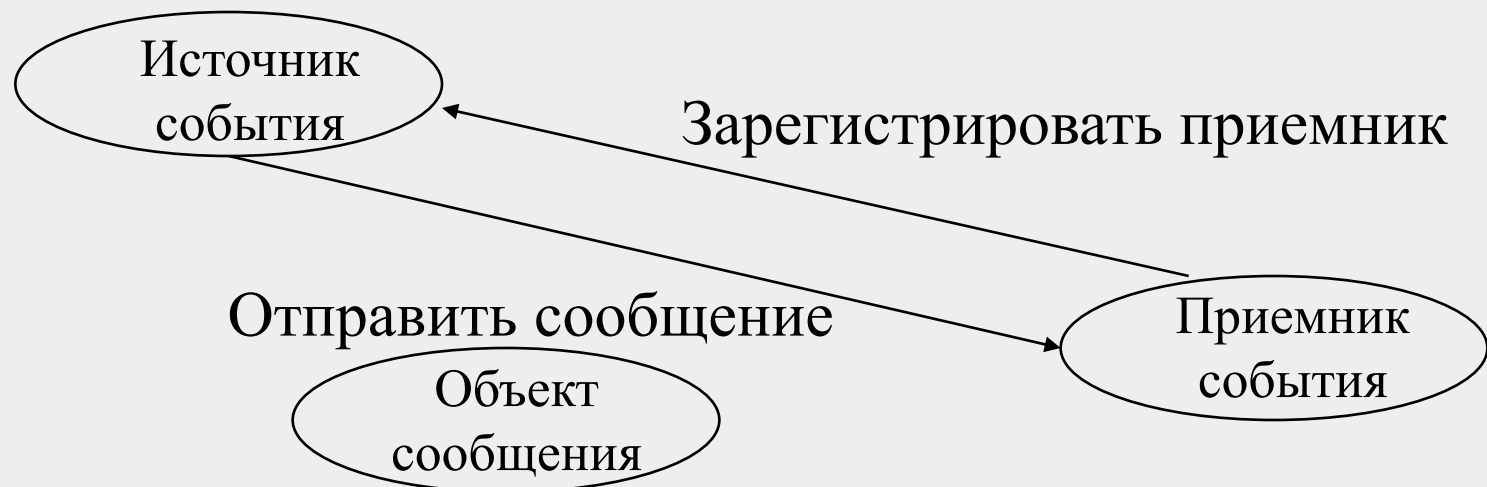 Источник
события
Зарегистрировать приемник
Отправить сообщение
Приемник
события
Объект
сообщения